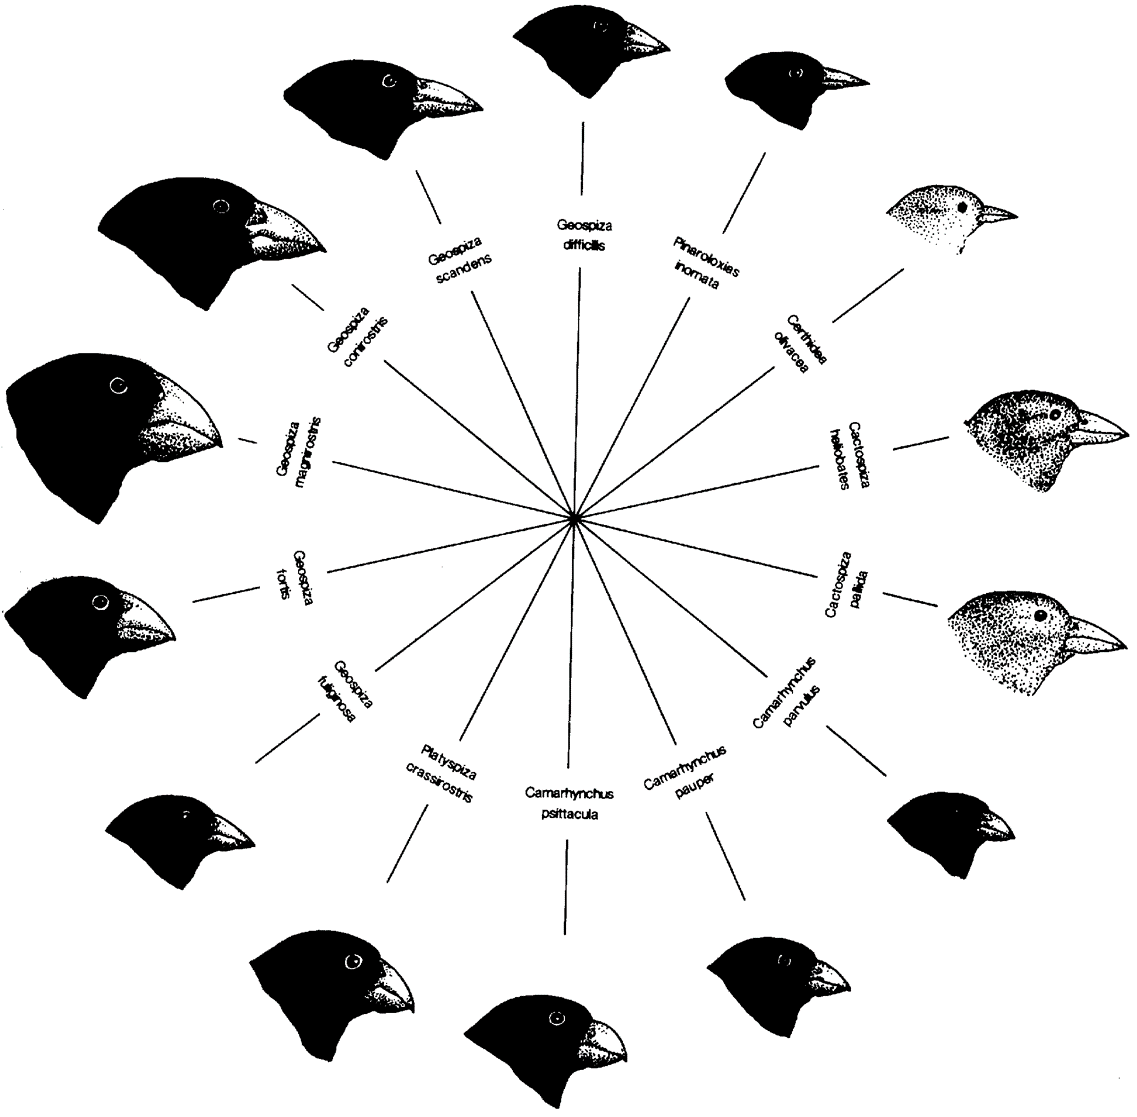 Geospiza
difficilis
Pinaroloxias
inornata
Certhidea
olivacea
Cactospiza
heliobates
Cactospiza
pallida
Camarhynchus
parvulus
Camarhynchus
pauper
Camarhynchus
psittacula
Platyspiza
crassirostris
Geospiza
fuliginosa
Geospiza
fortis
Geospiza
magnirostris
Geospiza
conirostris
Geospiza
scandens